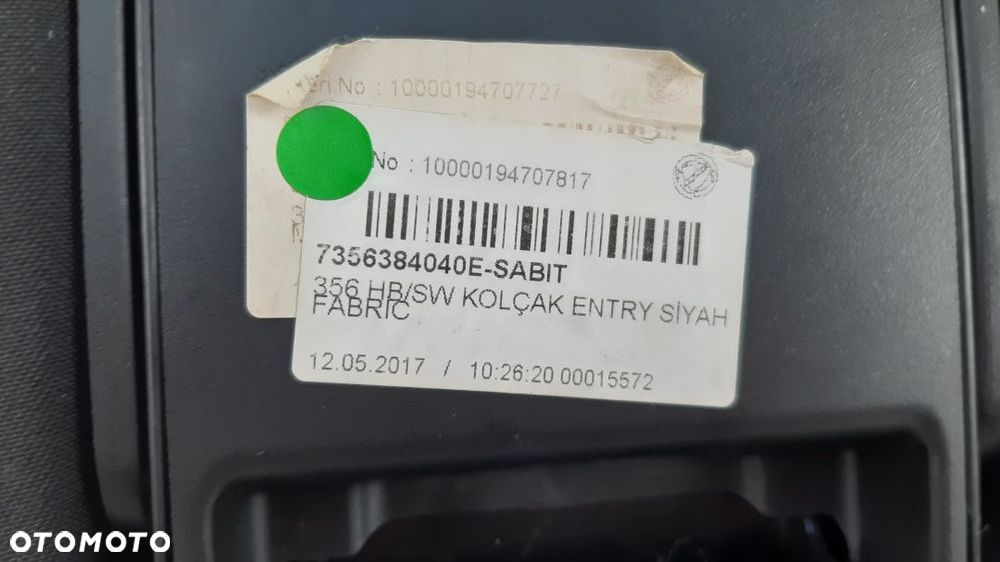 eri No : 10000194707727
No : 10000194707817
7356384040E-SABIT
356 HB/SW KOLÇAK ENTRY SİYAH
FABRIC
12.05.2017 / 10:26:20 00015572
OTOMOTO